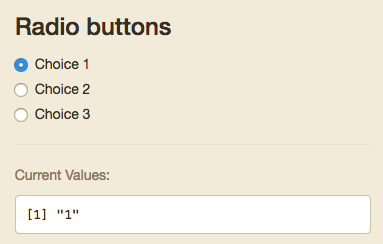 Radio buttons
Choice 1
Choice 2
Choice 3
Current Values:
[1] "1"